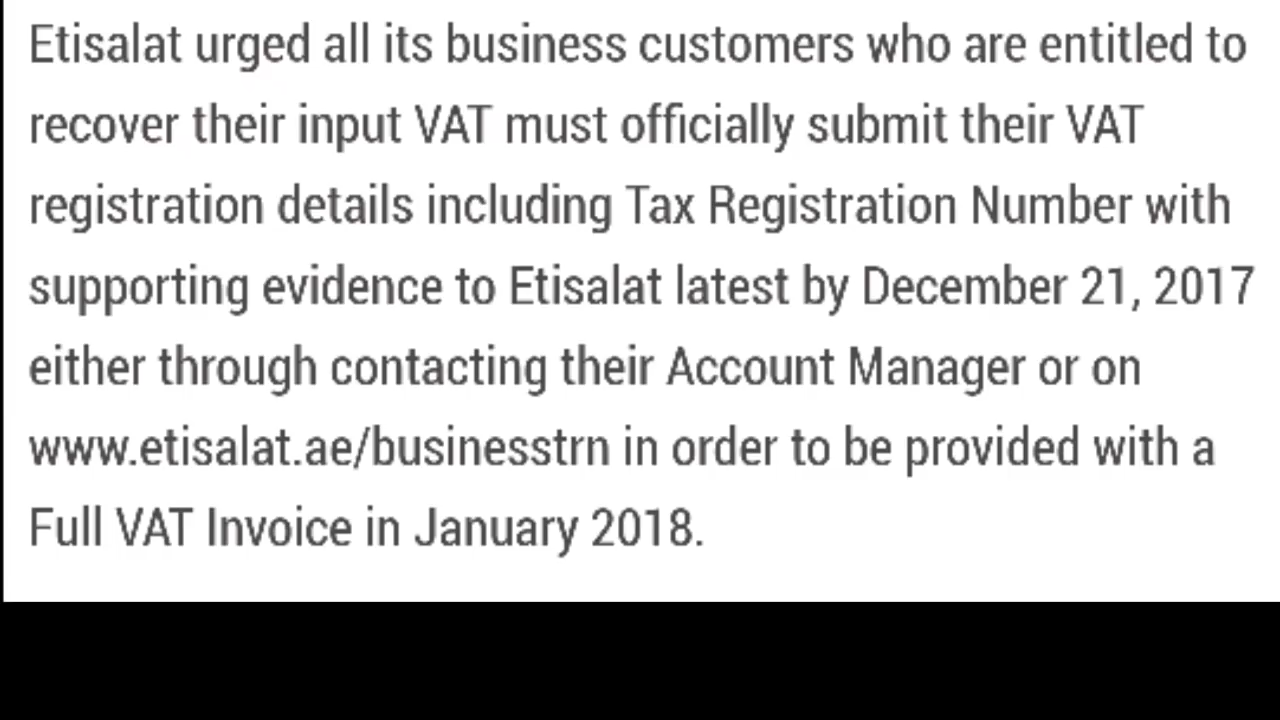 Etisalat urged all its business customers who are entitled to
recover their input VAT must officially submit their VAT
registration details including Tax Registration Number with
supporting evidence to Etisalat latest by December 21, 2017
either through contacting their Account Manager or on
www.etisalat.ae/businesstrn in order to be provided with a
Full VAT Invoice in January 2018.